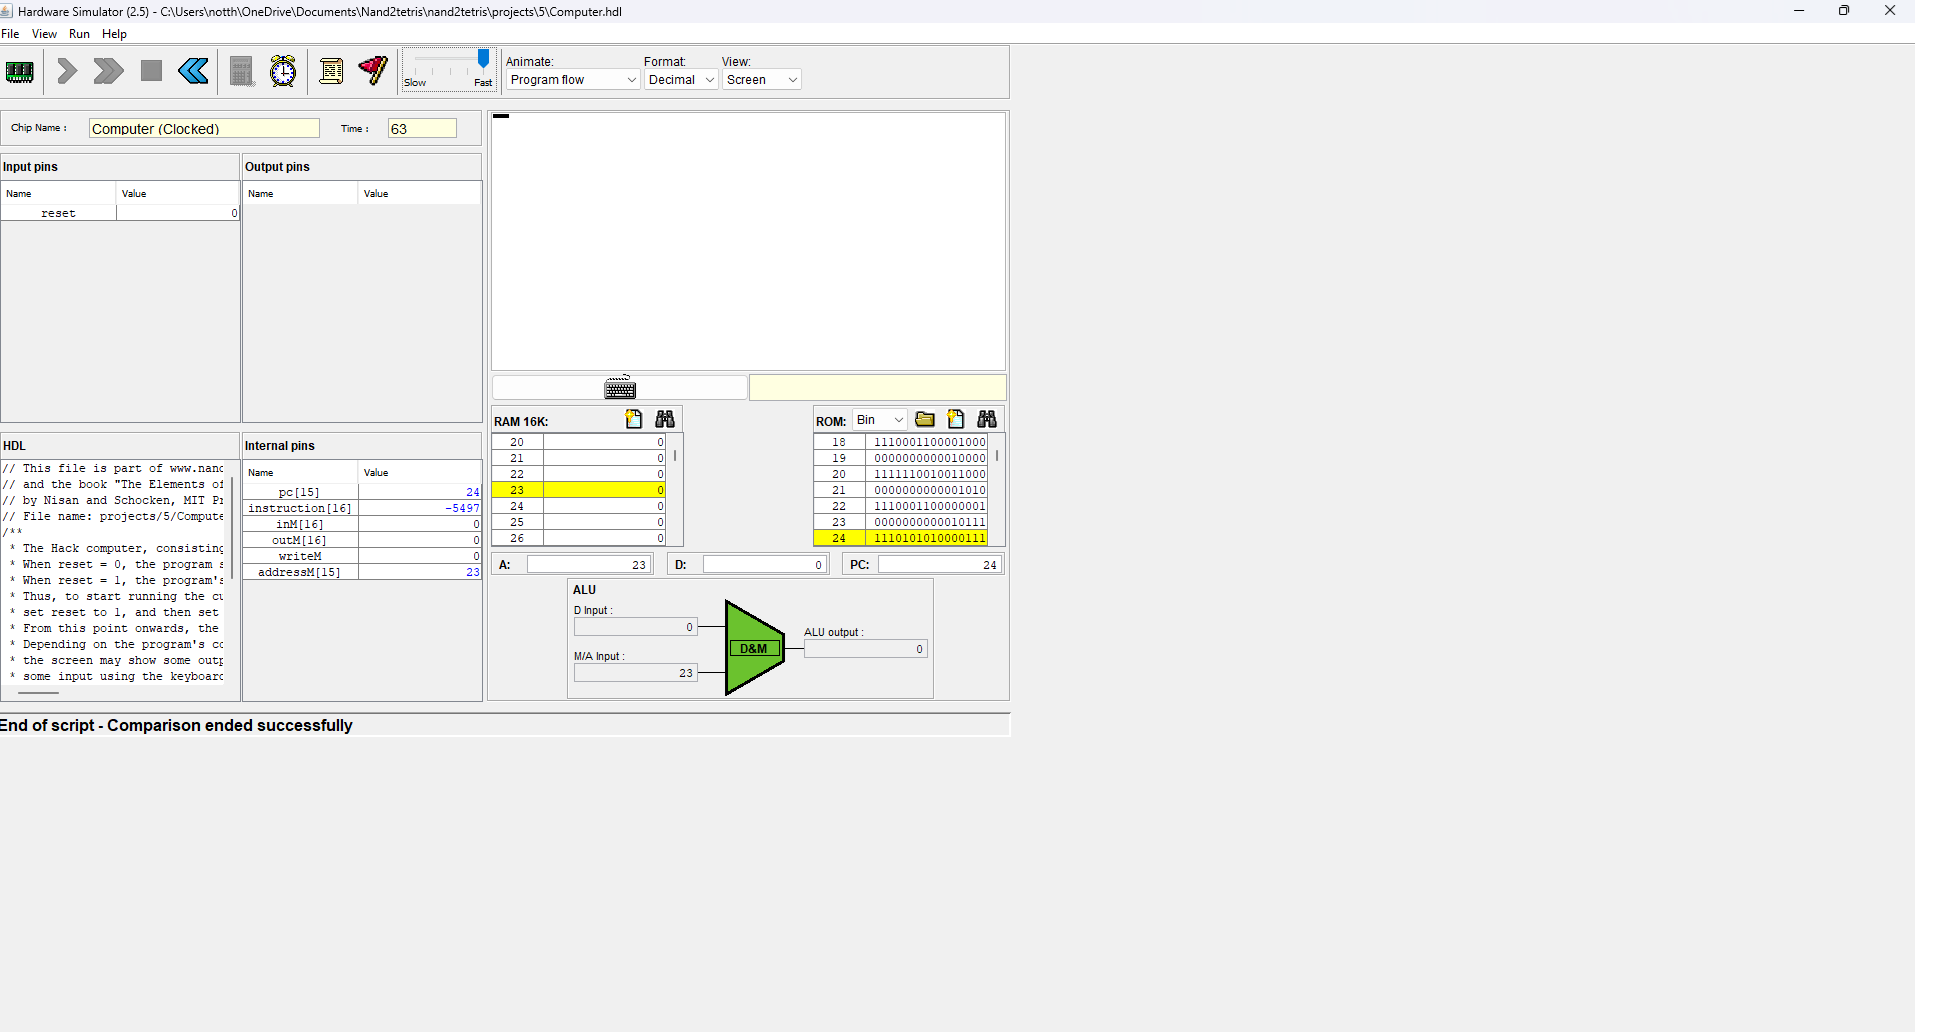 Hardware Simulator (2.5) - C:\Users\notth\OneDrive\Documents\Nand2tetris\nand2tetris\projects\5\Computer.hdl
File View Run Help
Slow Fast
Animate: Format: View:
Program flow Decimal Screen
Chip Name : Computer (Clocked) Time : 63
Input pins
Name Value
reset 0
Output pins
Name Value
HDL
// This file is part of www.nand
// and the book "The Elements of
// by Nisan and Schocken, MIT Pr
// File name: projects/5/Compute
/**
* The Hack computer, consisting
* When reset = 0, the program s
* When reset = 1, the program's
* Thus, to start running the cu
* set reset to 1, and then set
* From this point onwards, the
* Depending on the program's co
* the screen may show some outp
* some input using the keyboard
Internal pins
Name Value
pc[15] 24
instruction[16] -5497
inM[16] 0
outM[16] 0
writeM 0
addressM[15] 23
RAM 16K:
20 0
21 0
22 0
23 0
24 0
25 0
26 0
ROM: Bin
18 1110001100001000
19 0000000000010000
20 1111110010011000
21 0000000000001010
22 1110001100000001
23 0000000000010111
24 1110101010000111
A: 23 D: 0 PC: 24
ALU
D Input :
0
M/A Input :
23
D&M
ALU output :
0
End of script - Comparison ended successfully